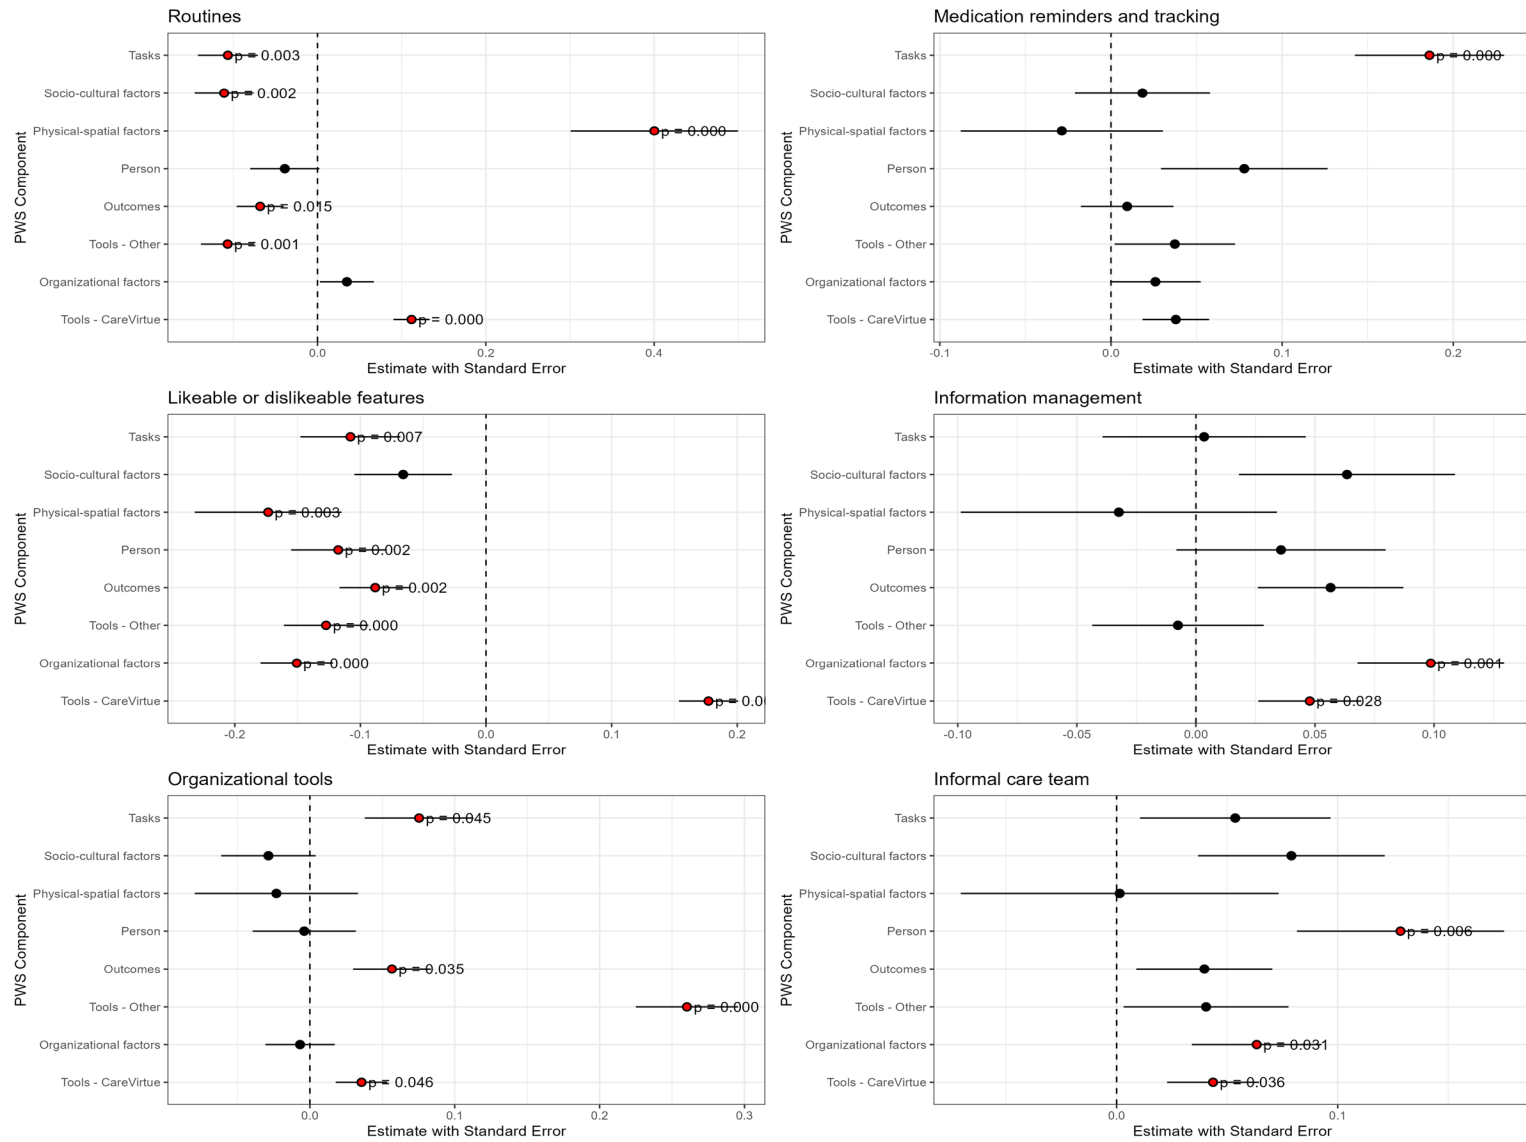 Routines
PWS Component
Tasks
p = 0.003
Socio-cultural factors
p = 0.002
Physical-spatial factors
p = 0.000
Person
Outcomes
p = 0.015
Tools - Other
p = 0.001
Organizational factors
Tools - CareVirtue
p = 0.000
0.0 0.2 0.4
Estimate with Standard Error
Medication reminders and tracking
PWS Component
Tasks
p = 0.000
Socio-cultural factors
Physical-spatial factors
Person
Outcomes
Tools - Other
Organizational factors
Tools - CareVirtue
-0.1 0.0 0.1 0.2
Estimate with Standard Error
Likeable or dislikeable features
PWS Component
Tasks
p = 0.007
Socio-cultural factors
Physical-spatial factors
p = 0.003
Person
p = 0.002
Outcomes
p = 0.002
Tools - Other
p = 0.000
Organizational factors
p = 0.000
Tools - CareVirtue
p = 0.0
-0.2 -0.1 0.0 0.1 0.2
Estimate with Standard Error
Information management
PWS Component
Tasks
Socio-cultural factors
Physical-spatial factors
Person
Outcomes
Tools - Other
Organizational factors
p = 0.001
Tools - CareVirtue
p = 0.028
-0.10 -0.05 0.00 0.05 0.10
Estimate with Standard Error
Organizational tools
PWS Component
Tasks
p = 0.045
Socio-cultural factors
Physical-spatial factors
Person
Outcomes
p = 0.035
Tools - Other
p = 0.000
Organizational factors
Tools - CareVirtue
p = 0.046
0.0 0.1 0.2 0.3
Estimate with Standard Error
Informal care team
PWS Component
Tasks
Socio-cultural factors
Physical-spatial factors
Person
p = 0.006
Outcomes
Tools - Other
Organizational factors
p = 0.031
Tools - CareVirtue
p = 0.036
0.0 0.1
Estimate with Standard Error